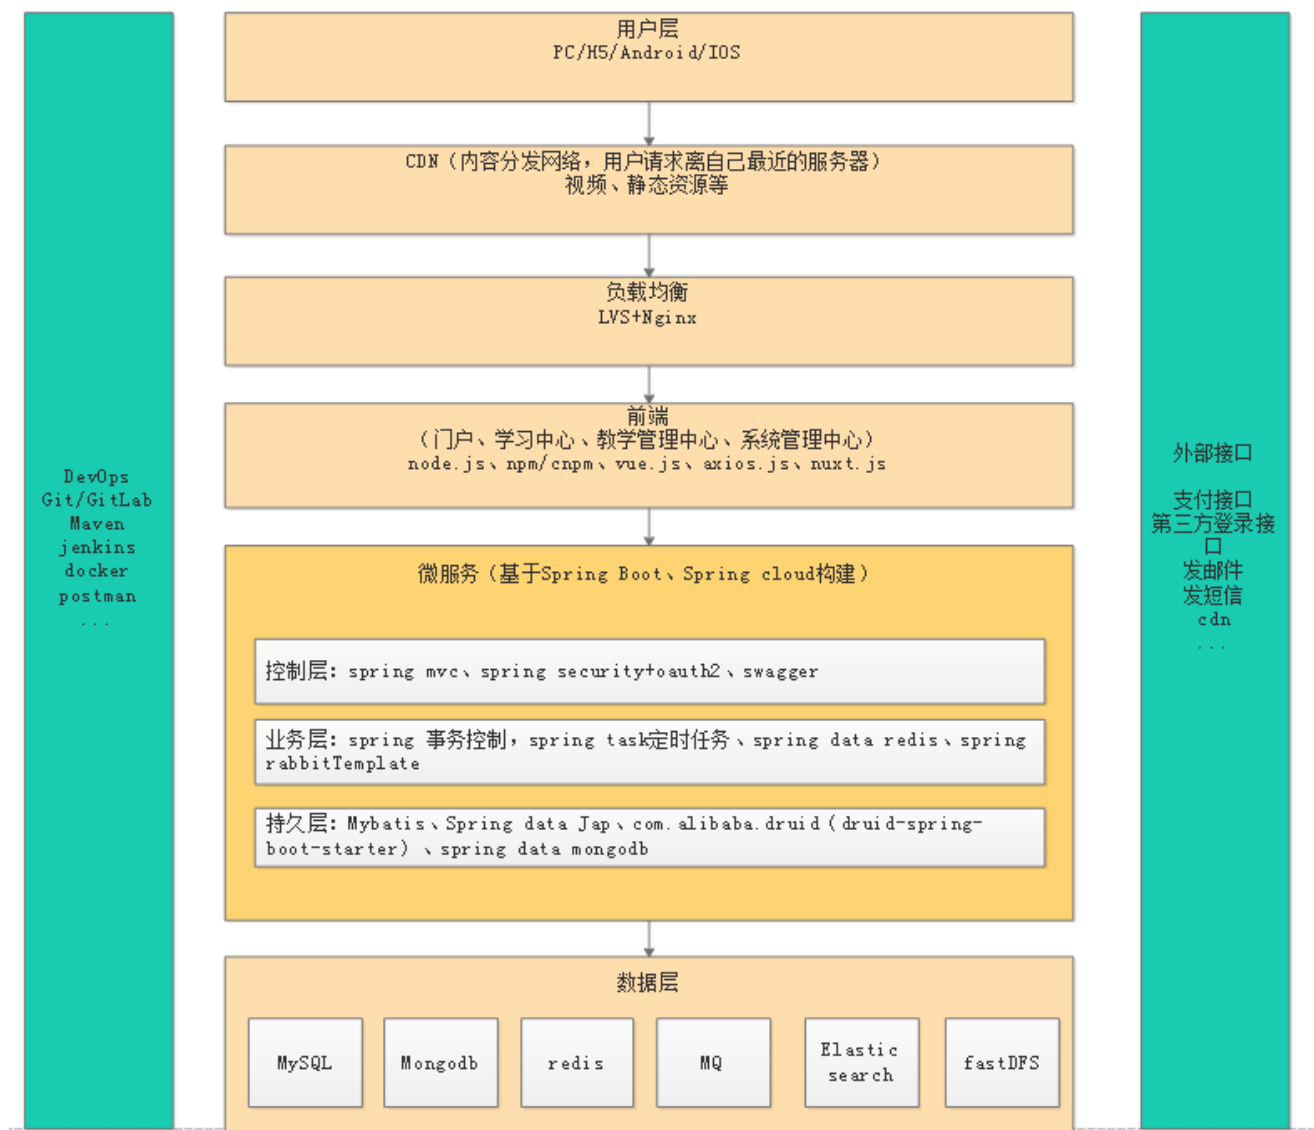 用户层
PC/H5/Android/IOS
CDN（内容分发网络，用户请求离自己最近的服务器）
视频、静态资源等
负载均衡
LVS+Nginx
前端
（门户、学习中心、教学管理中心、系统管理中心）
node.js、npm/cnpm、vue.js、axios.js、nuxt.js
微服务（基于Spring Boot、Spring cloud构建）
控制层：spring mvc、spring security+oauth2、swagger
业务层：spring 事务控制，spring task定时任务、spring data redis、spring
rabbitTemplate
持久层：Mybatis、Spring data Jap、com.alibaba.druid（druid-spring-
boot-starter）、spring data mongodb
数据层
MySQL
Mongodb
redis
MQ
Elastic
search
fastDFS
DevOps
Git/GitLab
Maven
jenkins
docker
postman
...
外部接口
支付接口
第三方登录接
口
发邮件
发短信
cdn
...